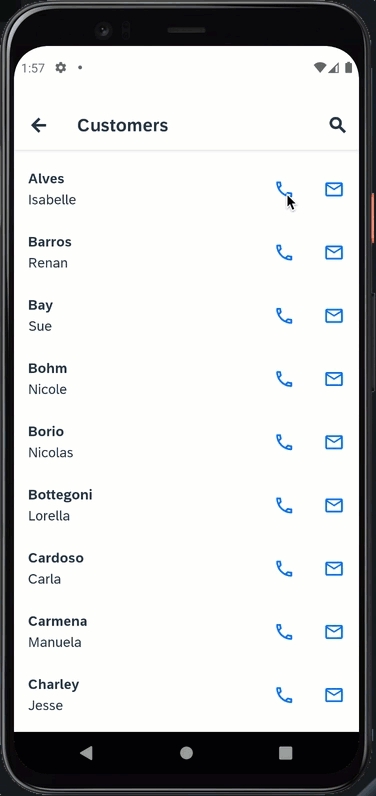 1:57
Customers
Alves
Isabelle
Barros
Renan
Bay
Sue
Bohm
Nicole
Borio
Nicolas
Bottegoni
Lorella
Cardoso
Carla
Carmena
Manuela
Charley
Jesse